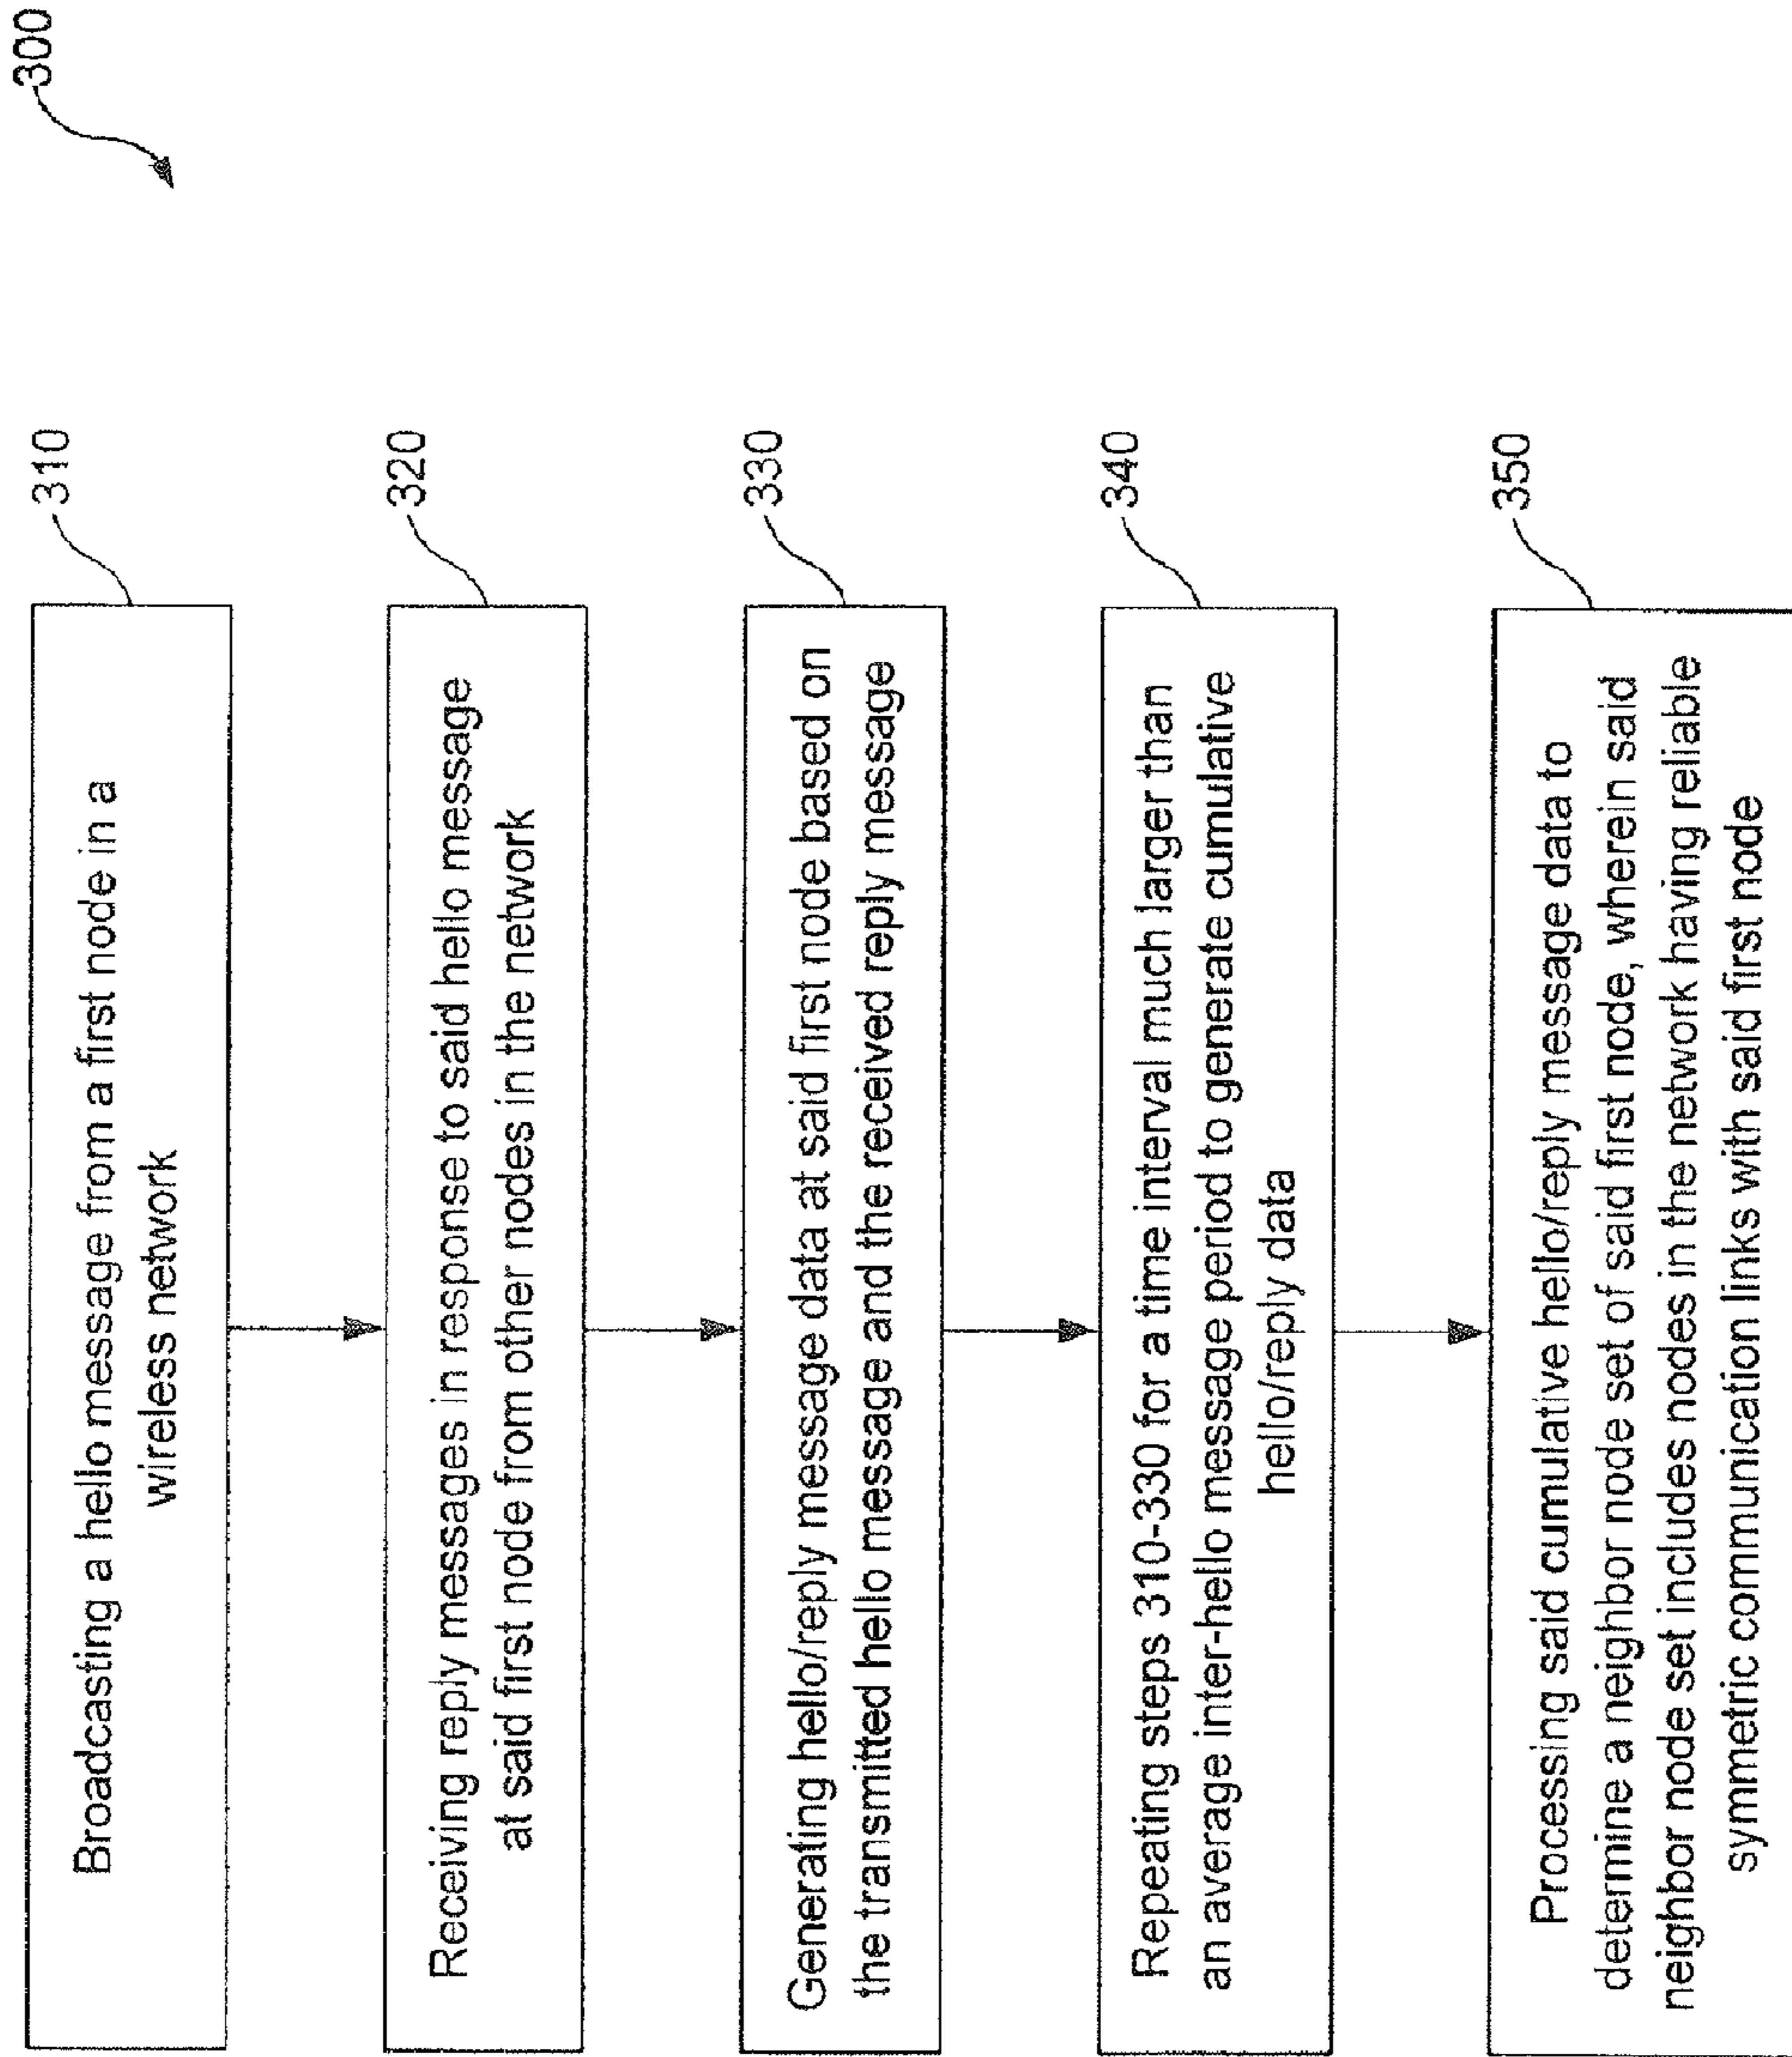 300
310
Broadcasting a hello message from a first node in a
wireless network
320
Receiving reply messages in response to said hello message
at said first node from other nodes in the network
330
Generating hello/reply message data at said first node based on
the transmitted hello message and the received reply message
340
Repeating steps 310-330 for a time interval much larger than
an average inter-hello message period to generate cumulative
hello/reply data
350
Processing said cumulative hello/reply message data to
determine a neighbor node set of said first node, wherein said
neighbor node set includes nodes in the network having reliable
symmetric communication links with said first node